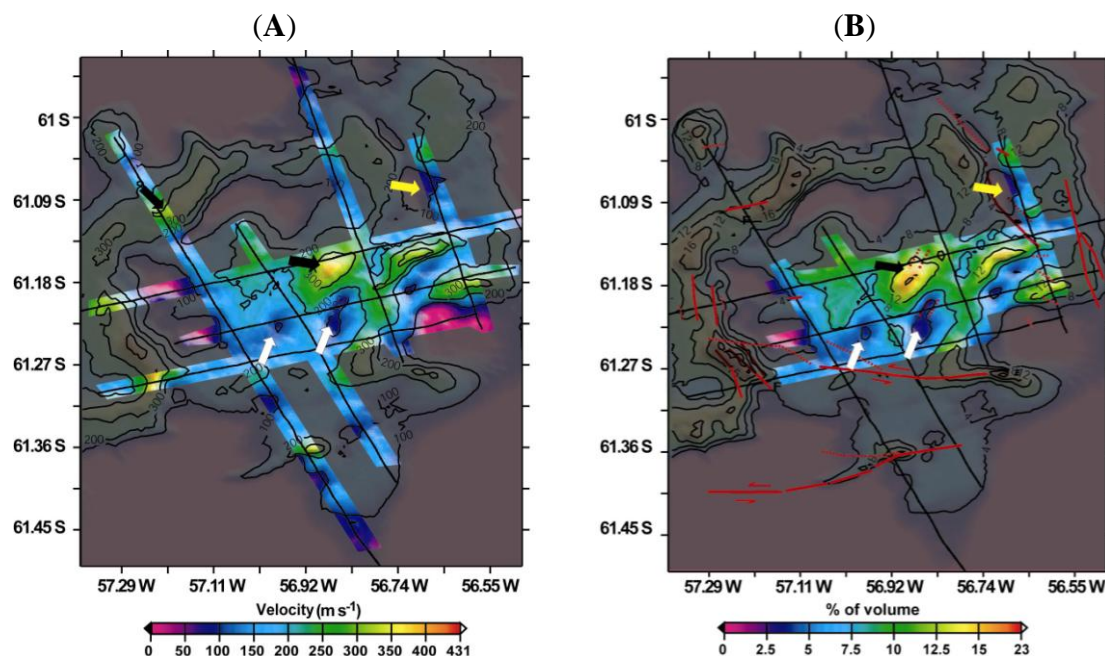 (A)
(B)
61 S
61.09 S
61.18 S
61.27 S
61.36 S
61.45 S
57.29 W 57.11 W 56.92 W 56.74 W 56.55 W
Velocity (m s-1)
0 50 100 150 200 250 300 350 400 431
61 S
61.09 S
61.18 S
61.27 S
61.36 S
61.45 S
57.29 W 57.11 W 56.92 W 56.74 W 56.55 W
% of volume
0 2.5 5 7.5 10 12.5 15 23